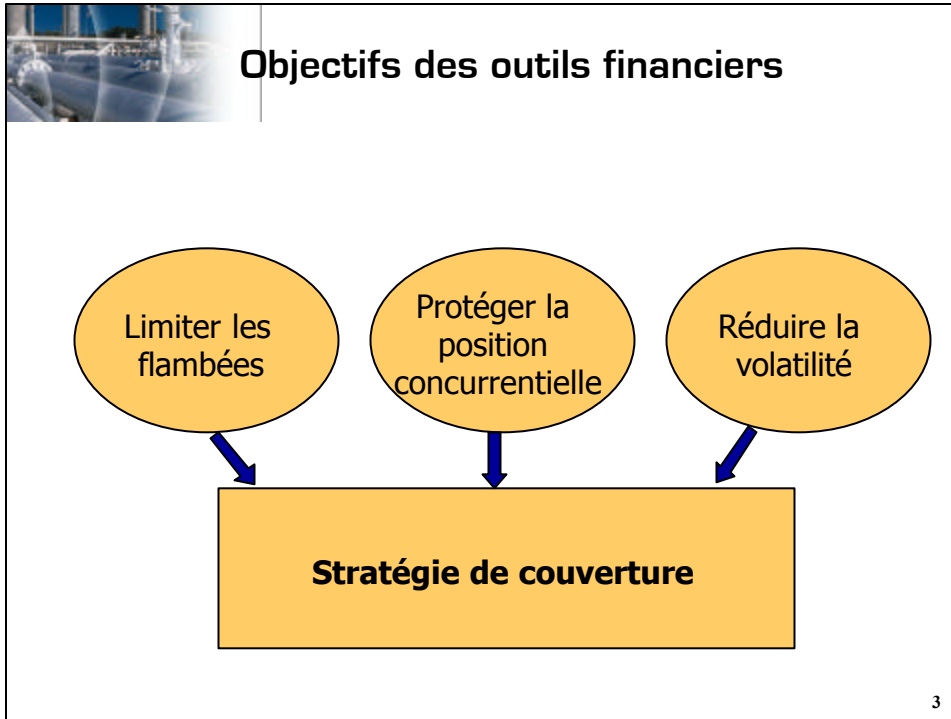 Objectifs des outils financiers
Limiter les
flambées
Protéger la
position
concurrentielle
Réduire la
volatilité
Stratégie de couverture
3